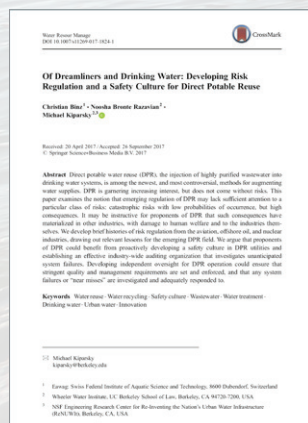 Water Resour Manage
DOI 10.1007/s11269-017-1824-1
CrossMark
Of Dreamliners and Drinking Water: Developing Risk
Regulation and a Safety Culture for Direct Potable Reuse
Christian Binz1 · Noosha Bronte Razavian2 ·
Michael Kiparsky2,3
Received: 20 April 2017 / Accepted: 26 September 2017
© Springer Science+Business Media B.V. 2017
Abstract Direct potable water reuse (DPR), the injection of highly purified wastewater into
drinking water systems, is among the newest, and most controversial, methods for augmenting
water supplies. DPR is garnering increasing interest, but does not come without risks. This
paper examines the notion that emerging regulation of DPR may lack sufficient attention to a
particular class of risks: catastrophic risks with low probabilities of occurrence, but high
consequences. It may be instructive for proponents of DPR that such consequences have
materialized in other industries, with damage to human welfare and to the industries them-
selves. We develop brief histories of risk regulation from the aviation, offshore oil, and nuclear
industries, drawing out relevant lessons for the emerging DPR field. We argue that proponents
of DPR could benefit from proactively developing a safety culture in DPR utilities and
establishing an effective industry-wide auditing organization that investigates unanticipated
system failures. Developing independent oversight for DPR operation could ensure that
stringent quality and management requirements are set and enforced, and that any system
failures or “near misses” are investigated and adequately responded to.
Keywords Water reuse · Water recycling · Safety culture · Wastewater · Water treatment ·
Drinking water · Urban water · Innovation
Michael Kiparsky
kiparsky@berkeley.edu
1 Eawag: Swiss Federal Institute of Aquatic Science and Technology, 8600 Dubendorf, Switzerland
2 Wheeler Water Institute, UC Berkeley School of Law, Berkeley, CA 94720-7200, USA
3 NSF Engineering Research Center for Re-Inventing the Nation's Urban Water Infrastructure
(ReNUWIt), Berkeley, CA, USA